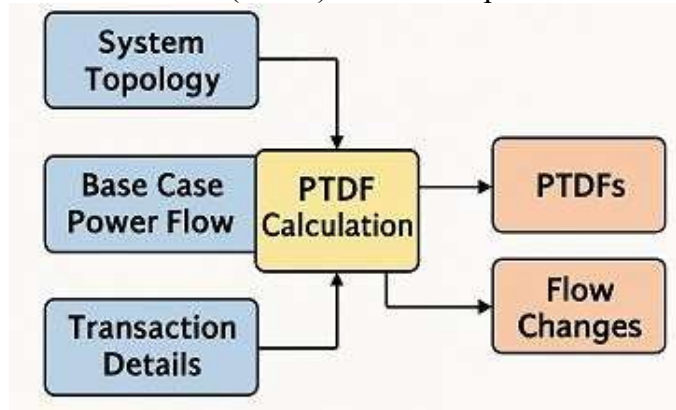 System
Topology
Base Case
Power Flow
Transaction
Details
PTDF
Calculation
PTDFs
Flow
Changes